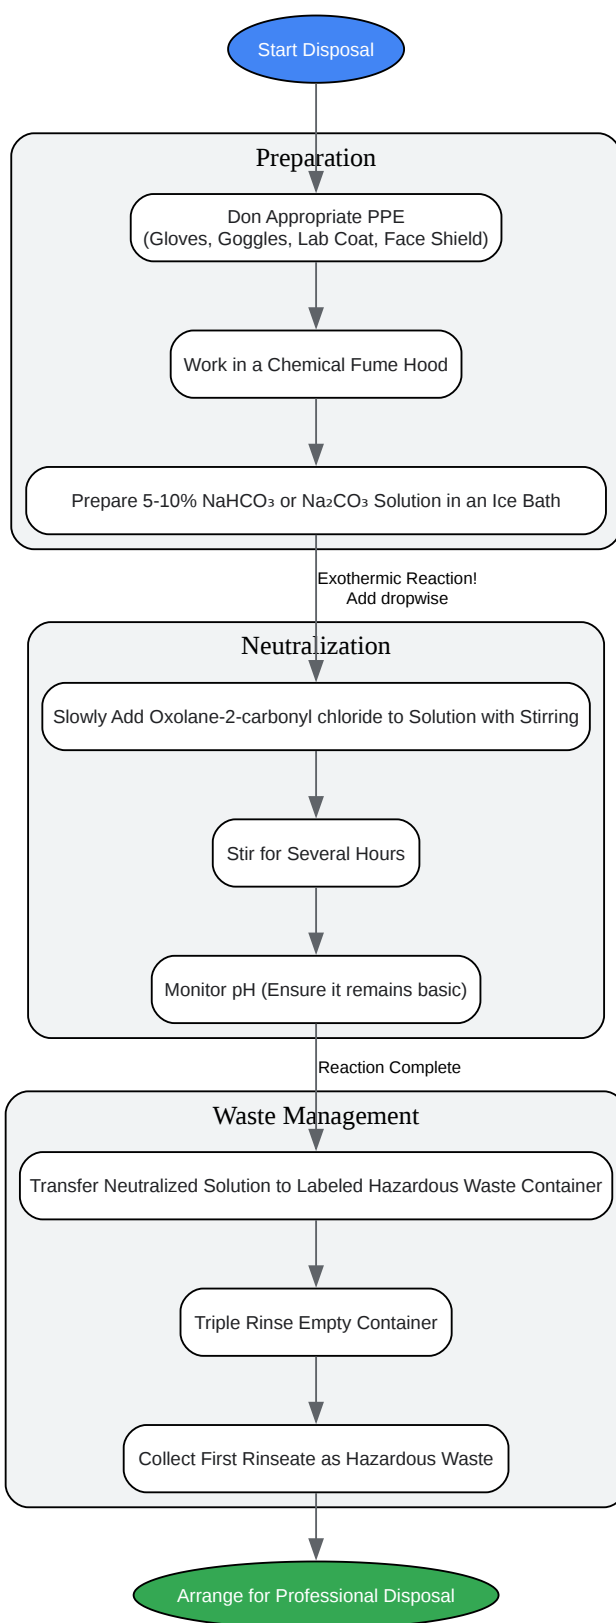 Start Disposal
Preparation
Don Appropriate PPE
(Gloves, Goggles, Lab Coat, Face Shield)
Work in a Chemical Fume Hood
Prepare 5-10% NaHCO₃ or Na₂CO₃ Solution in an Ice Bath
Exothermic Reaction!
Add dropwise
Neutralization
Slowly Add Oxolane-2-carbonyl chloride to Solution with Stirring
Stir for Several Hours
Monitor pH (Ensure it remains basic)
Reaction Complete
Waste Management
Transfer Neutralized Solution to Labeled Hazardous Waste Container
Triple Rinse Empty Container
Collect First Rinseate as Hazardous Waste
Arrange for Professional Disposal